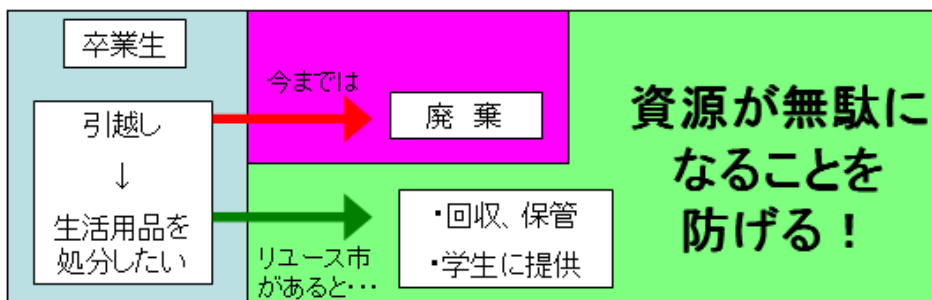 卒業生
引越し
↓
生活用品を
処分したい
今までは
廃 棄
リユース市
があると･･･
・回収、保管
・学生に提供
資源が無駄に
なることを
防げる！